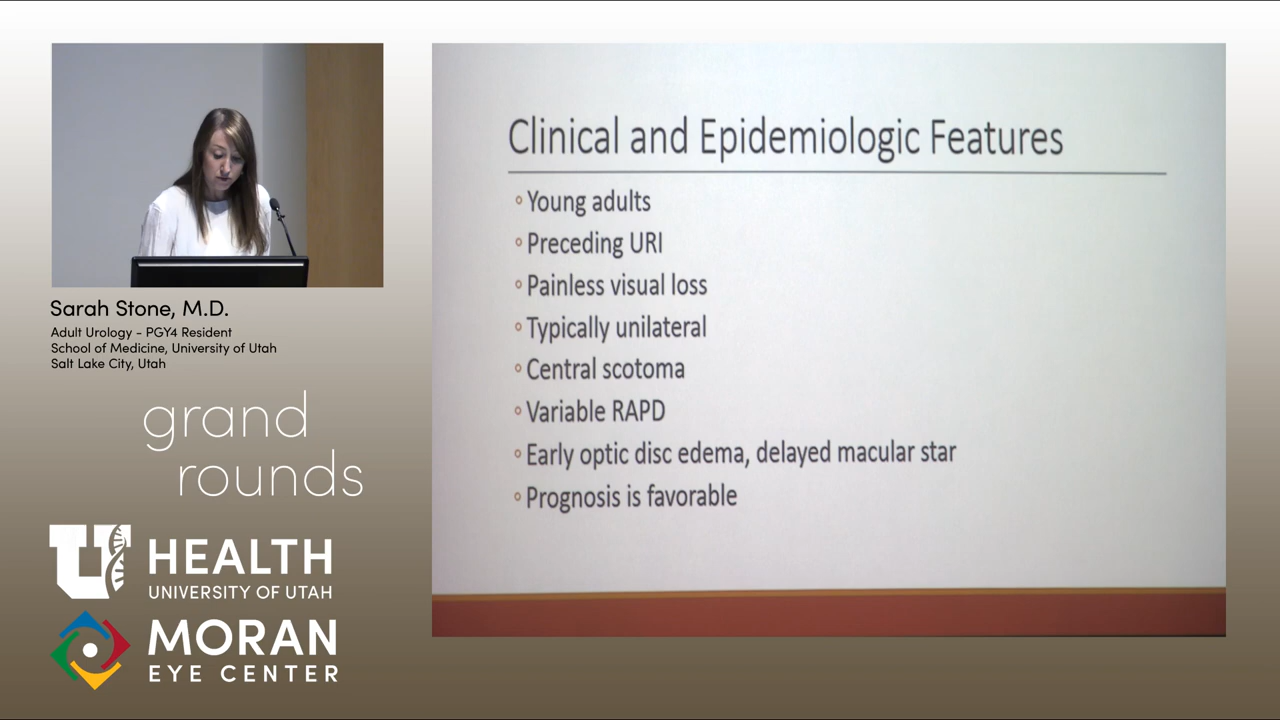 Clinical and Epidemiologic Features
Young adults
Preceding URI
Painless visual loss
Typically unilateral
Central scotoma
Variable RAPD
Early optic disc edema, delayed macular star
Prognosis is favorable
Sarah Stone, M.D.
Adult Urology - PGY4 Resident
School of Medicine, University of Utah
Salt Lake City, Utah
grand
rounds
U HEALTH
UNIVERSITY OF UTAH
MORAN
EYE CENTER